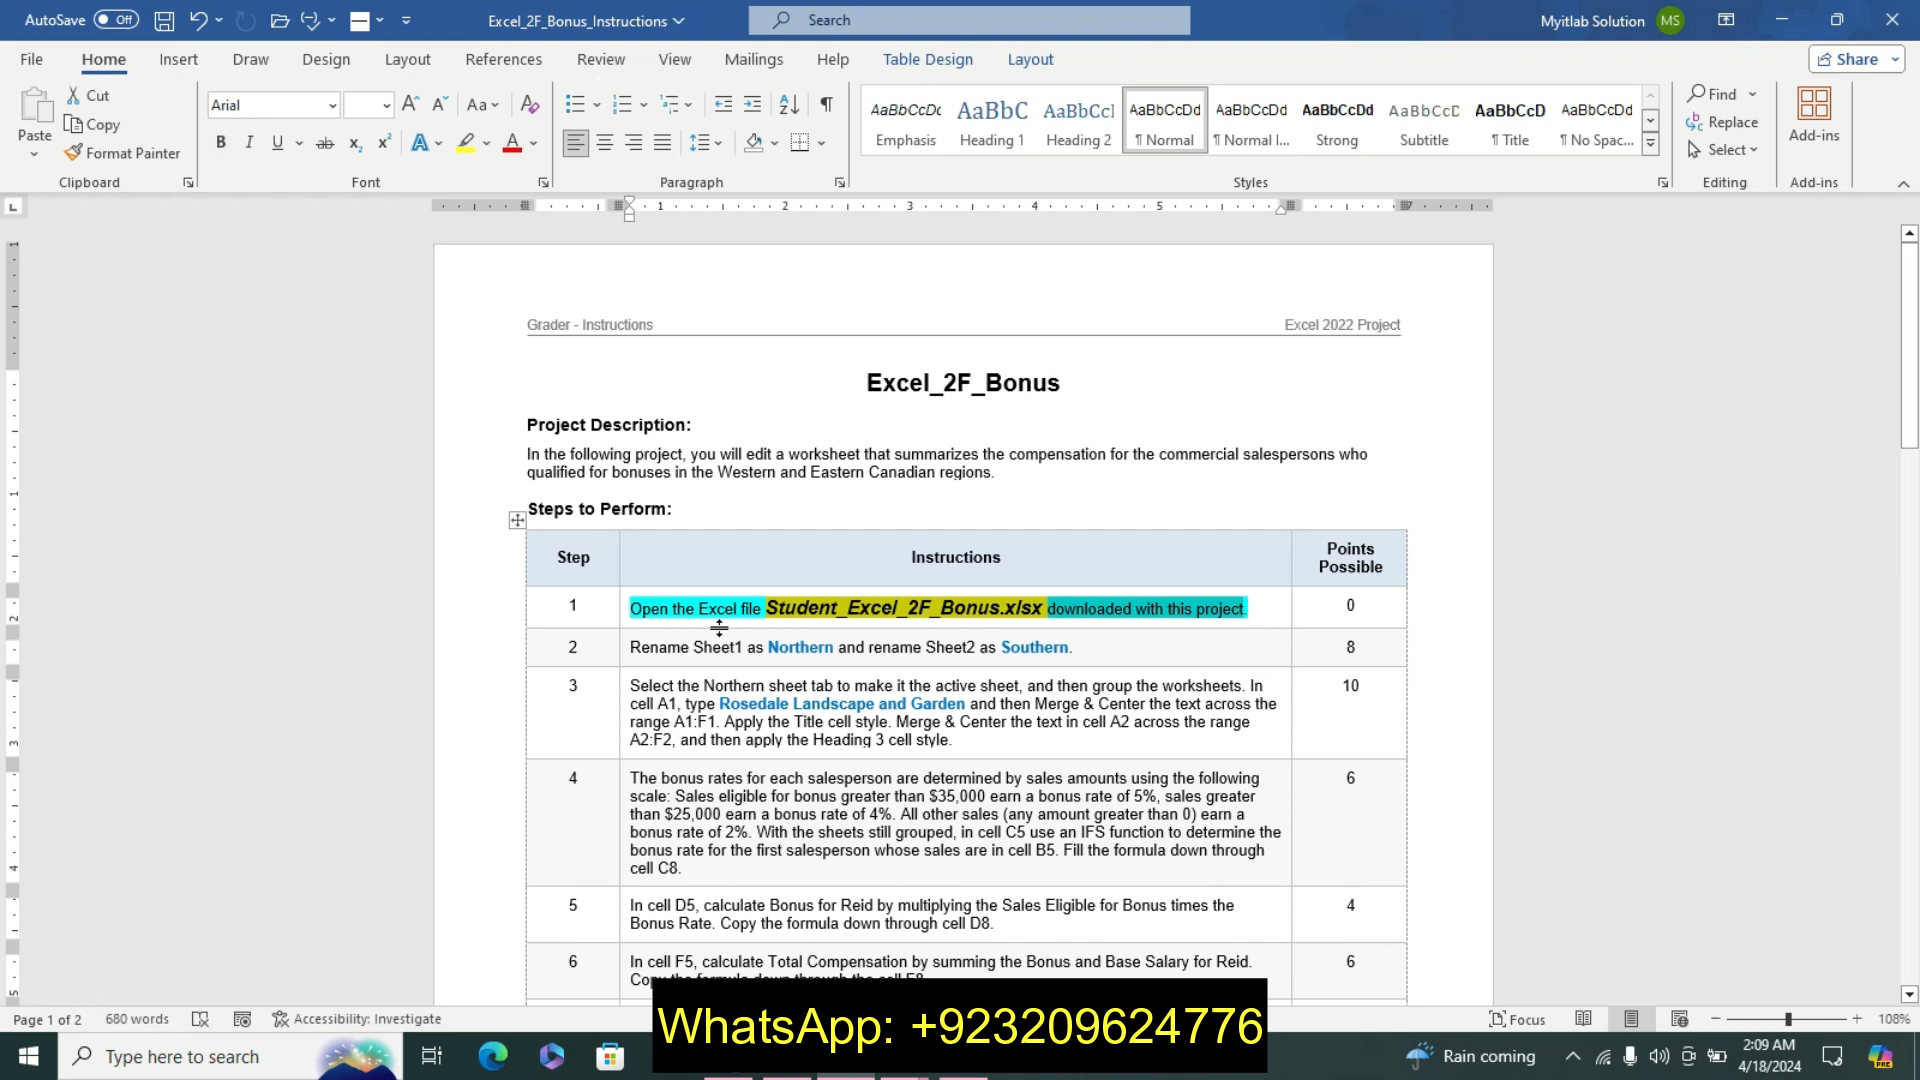 AutoSave Off Excel_2F_Bonus_Instructions Search Myitlab Solution MS
File Home Insert Draw Design Layout References Review View Mailings Help Table Design Layout Share
Paste Cut Copy Format Painter Clipboard
Arial Aa Font
B I U ab x₂ x² A A
Paragraph
AaBbCcDc AaBbC AaBbCcl AaBbCcDd AaBbCcDd AaBbCcDd AaBbCcD AaBbCcD AaBbCcDd
Emphasis Heading 1 Heading 2 ¶ Normal ¶ Normal I... Strong Subtitle ¶ Title ¶ No Spac...
Styles
Find Replace Select Editing
Add-ins Add-ins
1 2 3 4 5 7
Grader - Instructions Excel 2022 Project
Excel_2F_Bonus
Project Description:
In the following project, you will edit a worksheet that summarizes the compensation for the commercial salespersons who
qualified for bonuses in the Western and Eastern Canadian regions.
Steps to Perform:
Step Instructions Points Possible
1 Open the Excel file Student_Excel_2F_Bonus.xlsx downloaded with this project. 0
2 Rename Sheet1 as Northern and rename Sheet2 as Southern. 8
3 Select the Northern sheet tab to make it the active sheet, and then group the worksheets. In 10
cell A1, type Rosedale Landscape and Garden and then Merge & Center the text across the
range A1:F1. Apply the Title cell style. Merge & Center the text in cell A2 across the range
A2:F2, and then apply the Heading 3 cell style.
4 The bonus rates for each salesperson are determined by sales amounts using the following 6
scale: Sales eligible for bonus greater than $35,000 earn a bonus rate of 5%, sales greater
than $25,000 earn a bonus rate of 4%. All other sales (any amount greater than 0) earn a
bonus rate of 2%. With the sheets still grouped, in cell C5 use an IFS function to determine the
bonus rate for the first salesperson whose sales are in cell B5. Fill the formula down through
cell C8.
5 In cell D5, calculate Bonus for Reid by multiplying the Sales Eligible for Bonus times the 4
Bonus Rate. Copy the formula down through cell D8.
6 In cell F5, calculate Total Compensation by summing the Bonus and Base Salary for Reid. 6
WhatsApp: +923209624776
Page 1 of 2 680 words Accessibility: Investigate Focus 108%
Type here to search Rain coming 2:09 AM
4/18/2024